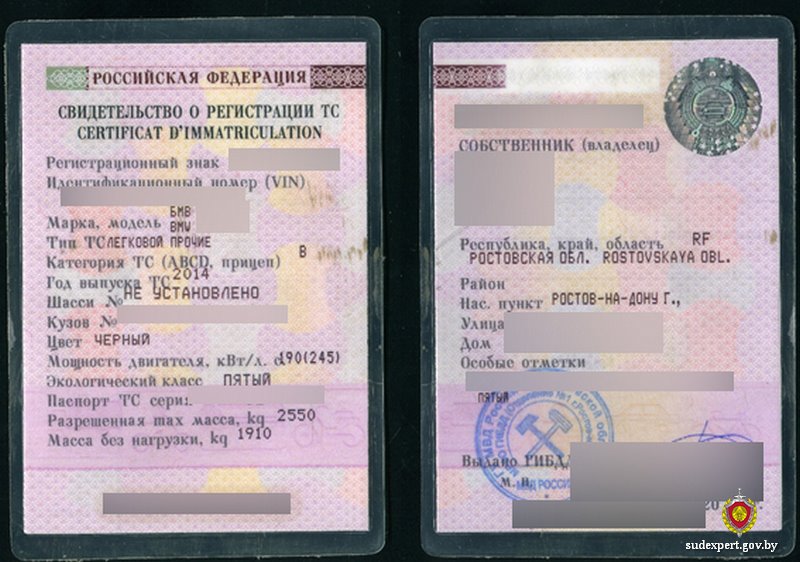 РОССИЙСКАЯ ФЕДЕРАЦИЯ
СВИДЕТЕЛЬСТВО О РЕГИСТРАЦИИ ТС
CERTIFICAT D'IMMATRICULATION
Регистрационный знак
Идентификационный номер (VIN)
БМВ
Марка, модель BMW
Тип ТС ЛЕГКОВОЙ ПРОЧИЕ
Категория ТС (ABCD, прицеп) B
Год выпуска ТС 2014
Шасси № НЕ УСТАНОВЛЕНО
Кузов №
Цвет ЧЕРНЫЙ
Мощность двигателя, кВт/л. с. 190(245)
Экологический класс ПЯТЫЙ
Паспорт ТС серия
Разрешенная max масса, kg 2550
Масса без нагрузки, kg 1910
СОБСТВЕННИК (владелец)
Республика, край, область RF
РОСТОВСКАЯ ОБЛ. ROSTOVSKAYA OBL.
Район
Нас. пункт РОСТОВ-НА-ДОНУ Г.,
Улица
Дом
Особые отметки
ПЯТЫЙ
Выдано ГИБДД
М. П.
МВД РОССИИ
20
sudexpert.gov.by